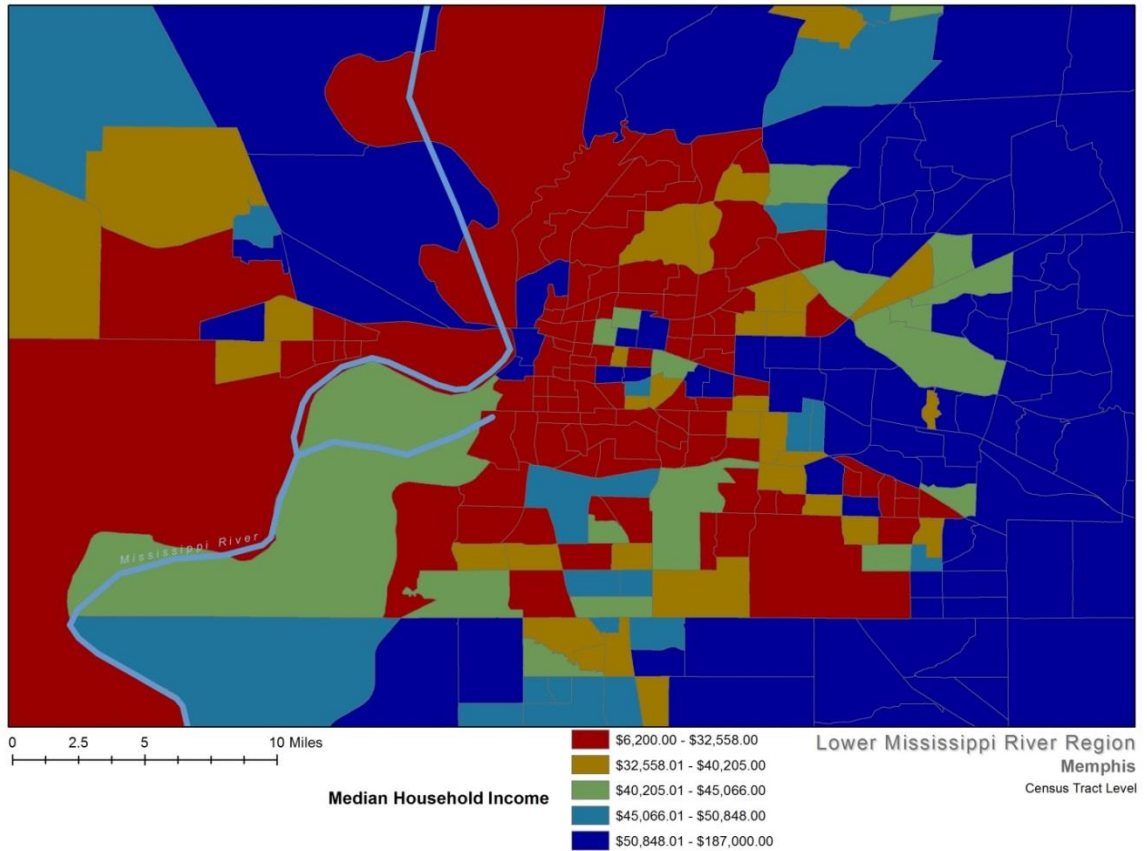 Mississippi River
0 2.5 5 10 Miles
Median Household Income
$6,200.00 - $32,558.00
$32,558.01 - $40,205.00
$40,205.01 - $45,066.00
$45,066.01 - $50,848.00
$50,848.01 - $187,000.00
Lower Mississippi River Region
Memphis
Census Tract Level